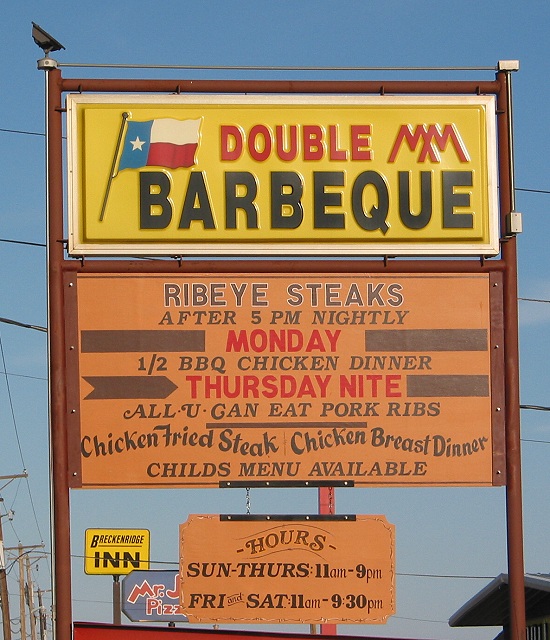 DOUBLE MM
BARBEQUE
RIBEYE STEAKS
AFTER 5 PM NIGHTLY
MONDAY
1/2 BBQ CHICKEN DINNER
THURSDAY NITE
ALL·U·CAN EAT PORK RIBS
Chicken Fried Steak Chicken Breast Dinner
CHILDS MENU AVAILABLE
-HOURS-
SUN-THURS: 11am-9pm
FRI and SAT: 11am-9:30pm
BRECKENRIDGE
INN
Mr. J
Pizz